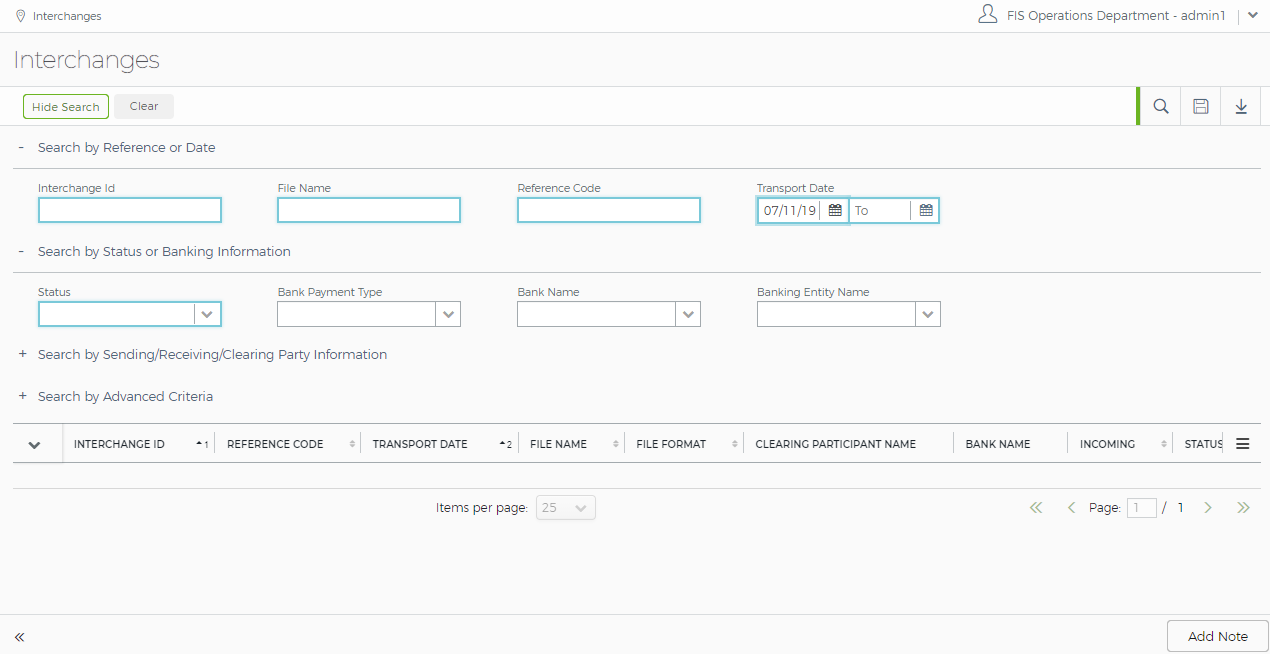 Interchanges
FIS Operations Department - admin1
Interchanges
Hide Search
Clear
- Search by Reference or Date
Interchange Id
File Name
Reference Code
Transport Date
07/11/19
To
- Search by Status or Banking Information
Status
Bank Payment Type
Bank Name
Banking Entity Name
+ Search by Sending/Receiving/Clearing Party Information
+ Search by Advanced Criteria
INTERCHANGE ID 1 REFERENCE CODE TRANSPORT DATE 2 FILE NAME FILE FORMAT CLEARING PARTICIPANT NAME BANK NAME INCOMING STATUS
Items per page: 25
Page: 1 / 1
Add Note